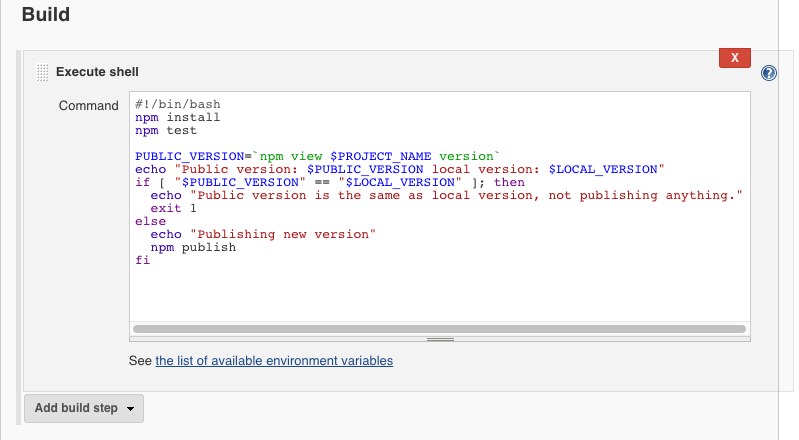 Build
X
Execute shell
?
Command
#!/bin/bash
npm install
npm test
PUBLIC_VERSION=`npm view $PROJECT_NAME version`
echo "Public version: $PUBLIC_VERSION local version: $LOCAL_VERSION"
if [ "$PUBLIC_VERSION" == "$LOCAL_VERSION" ]; then
  echo "Public version is the same as local version, not publishing anything."
  exit 1
else
  echo "Publishing new version"
  npm publish
fi
See the list of available environment variables
Add build step